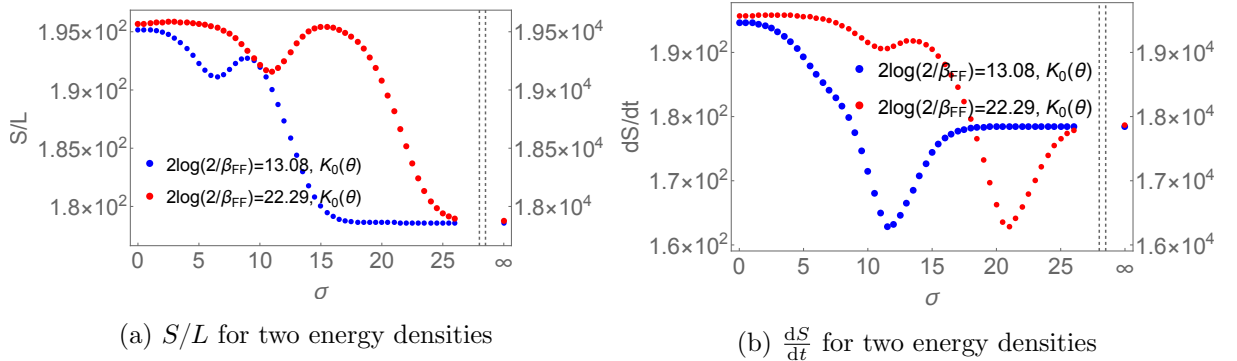 1.95×10²
1.9×10²
1.85×10²
1.8×10²
S/L
1.95×10⁴
1.9×10⁴
1.85×10⁴
1.8×10⁴
2log(2/β_FF)=13.08, K₀(θ)
2log(2/β_FF)=22.29, K₀(θ)
0 5 10 15 20 25 ∞
σ
(a) S/L for two energy densities
1.9×10²
1.8×10²
1.7×10²
1.6×10²
dS/dt
1.9×10⁴
1.8×10⁴
1.7×10⁴
1.6×10⁴
2log(2/β_FF)=13.08, K₀(θ)
2log(2/β_FF)=22.29, K₀(θ)
0 5 10 15 20 25 ∞
σ
(b) dS/dt for two energy densities